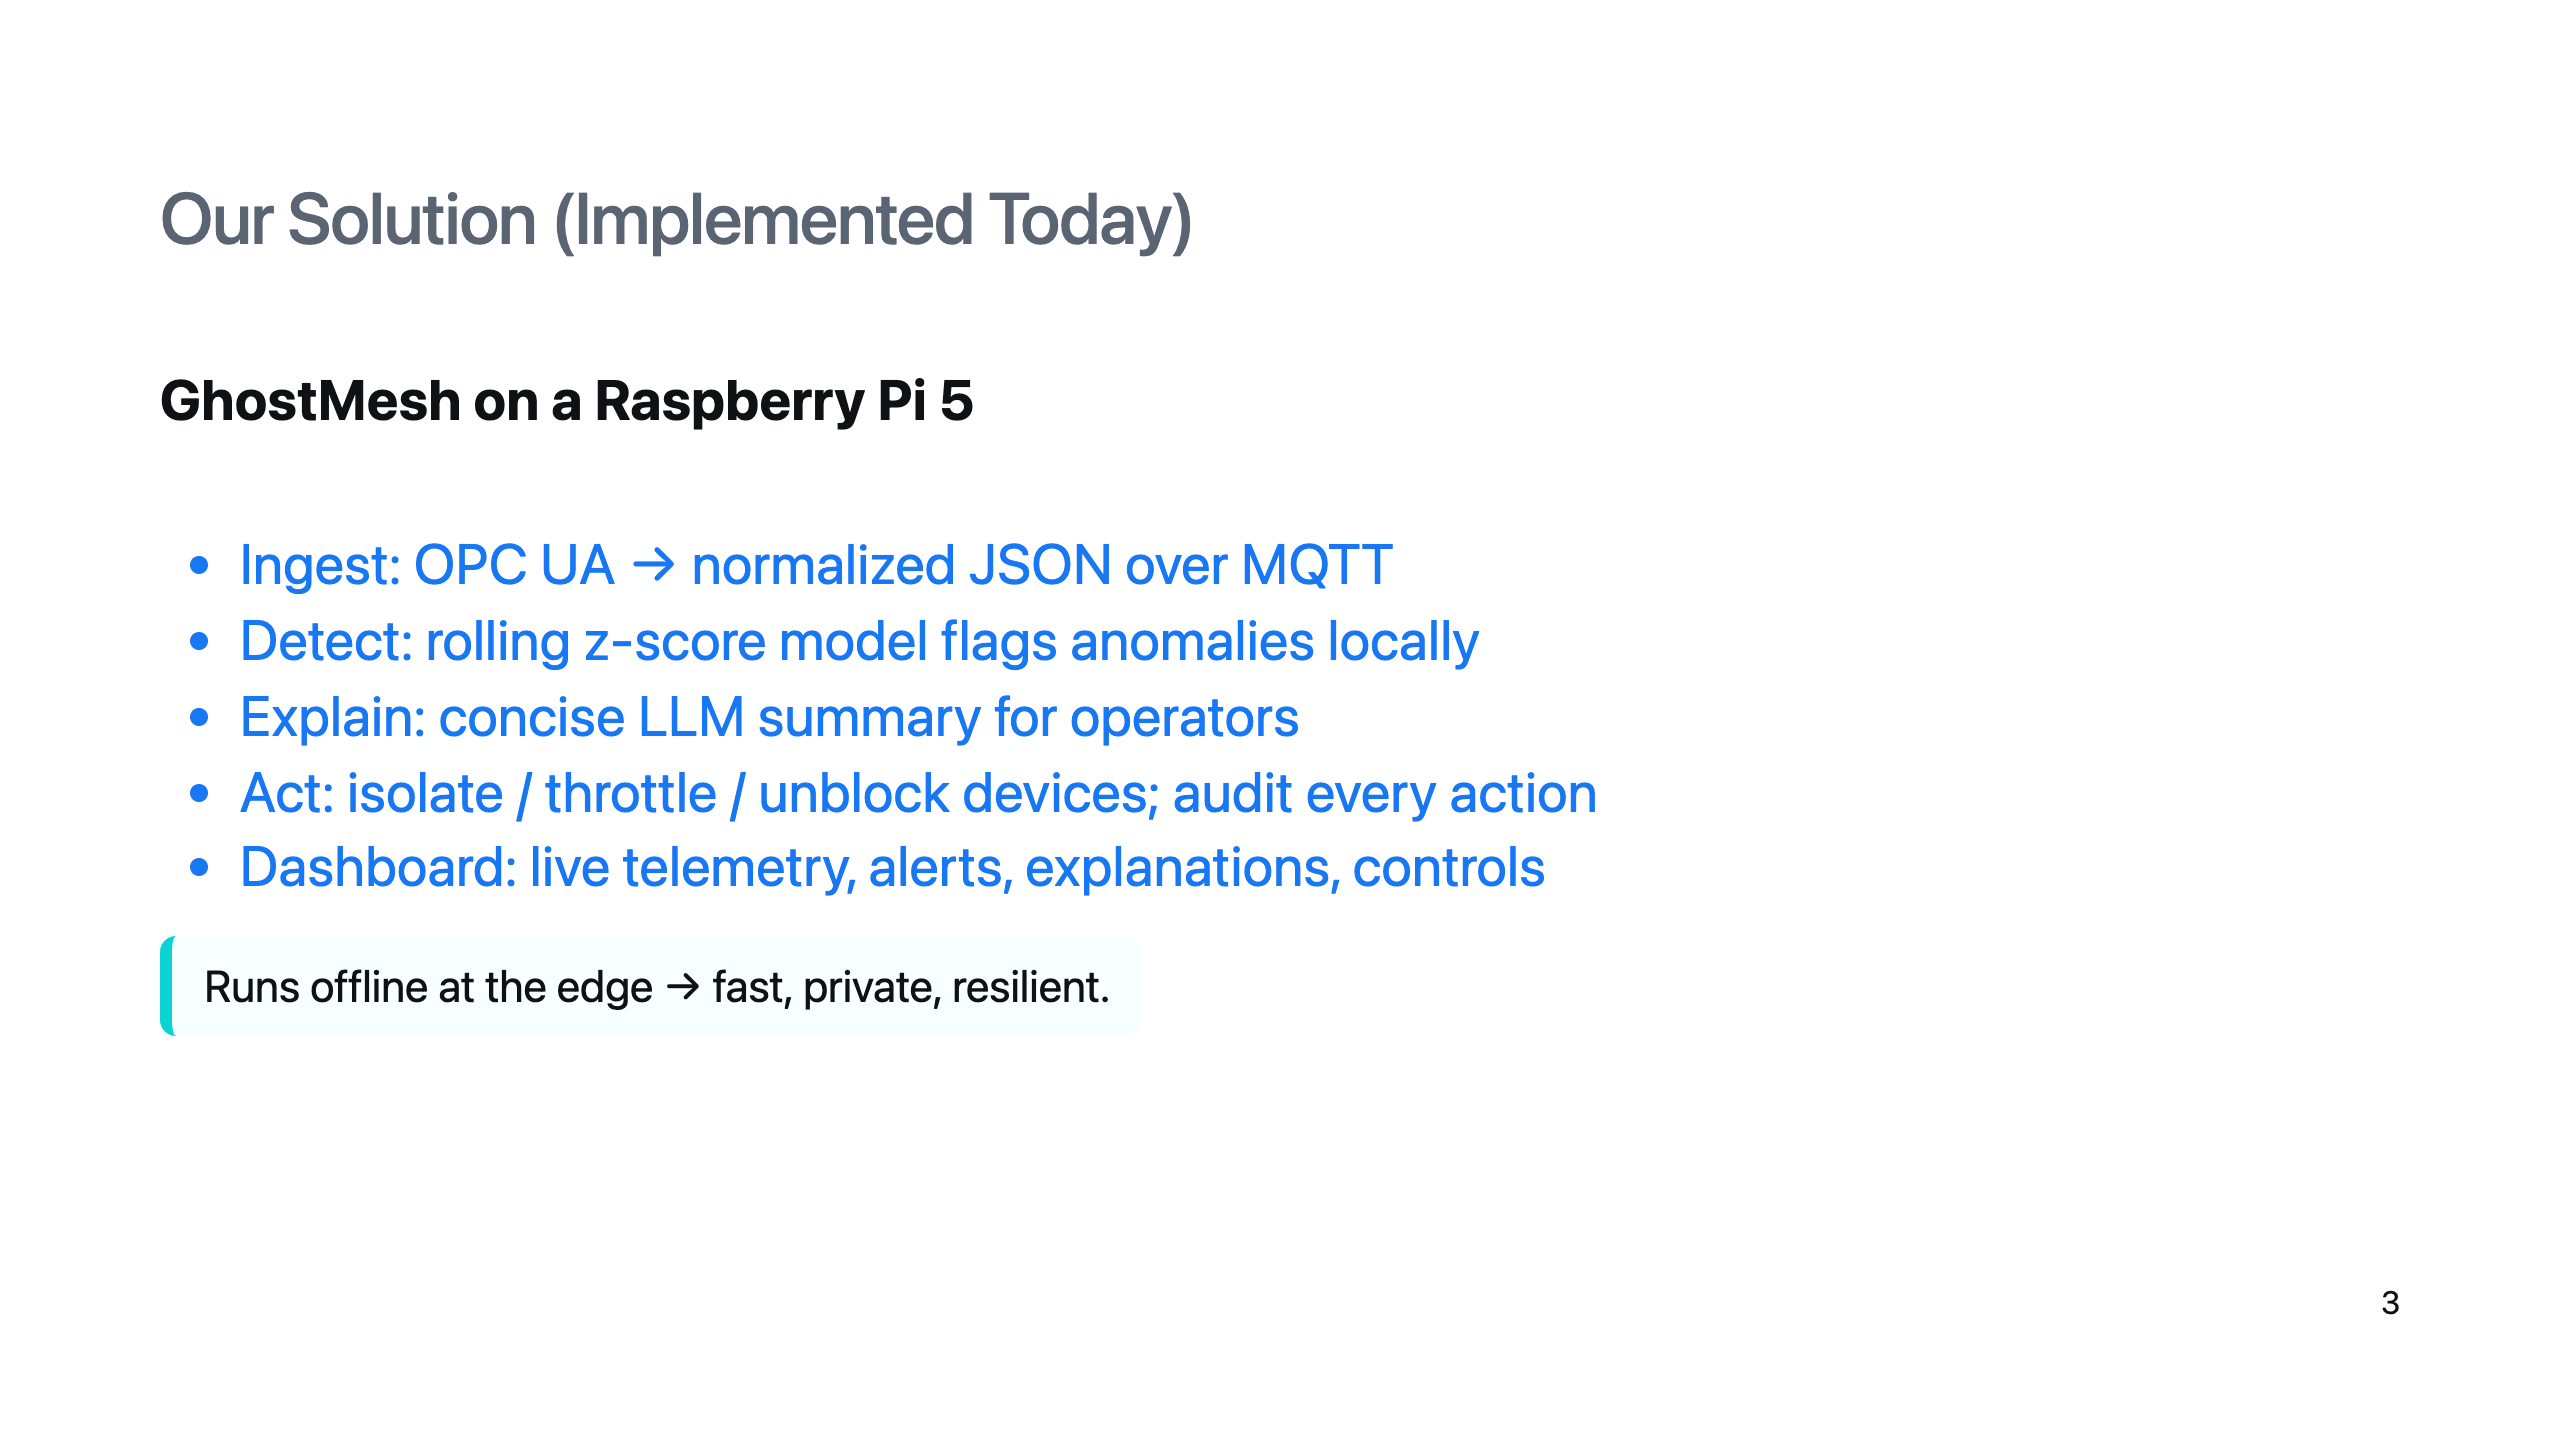 Our Solution (Implemented Today)
GhostMesh on a Raspberry Pi 5
• Ingest: OPC UA → normalized JSON over MQTT
• Detect: rolling z-score model flags anomalies locally
• Explain: concise LLM summary for operators
• Act: isolate / throttle / unblock devices; audit every action
• Dashboard: live telemetry, alerts, explanations, controls
Runs offline at the edge → fast, private, resilient.
3